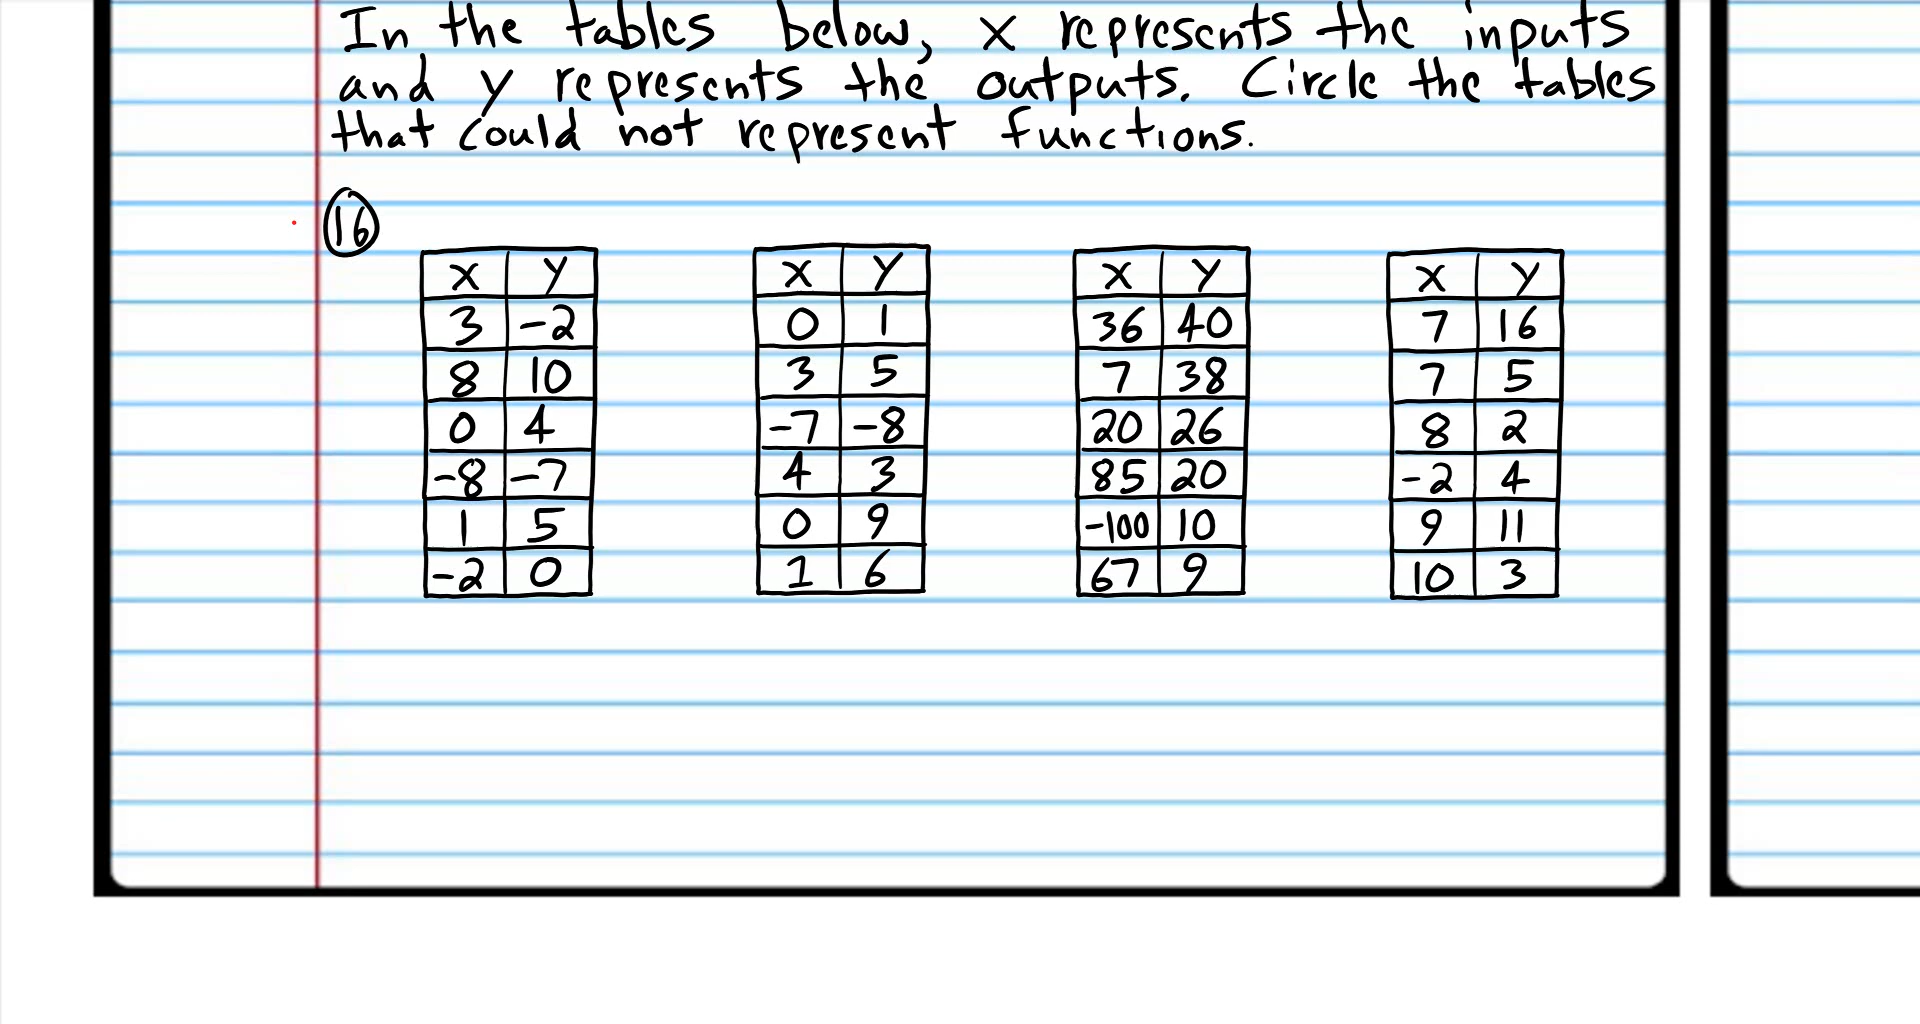 In the tables below, x represents the inputs
and y represents the outputs. Circle the tables
that could not represent functions.
16
x y x y x y x y
3 -2 0 1 36 40 7 16
8 10 3 5 7 38 7 5
0 4 -7 -8 20 26 8 2
-8 -7 4 3 85 20 -2 4
1 5 0 9 -100 10 9 11
-2 0 1 6 67 9 10 3